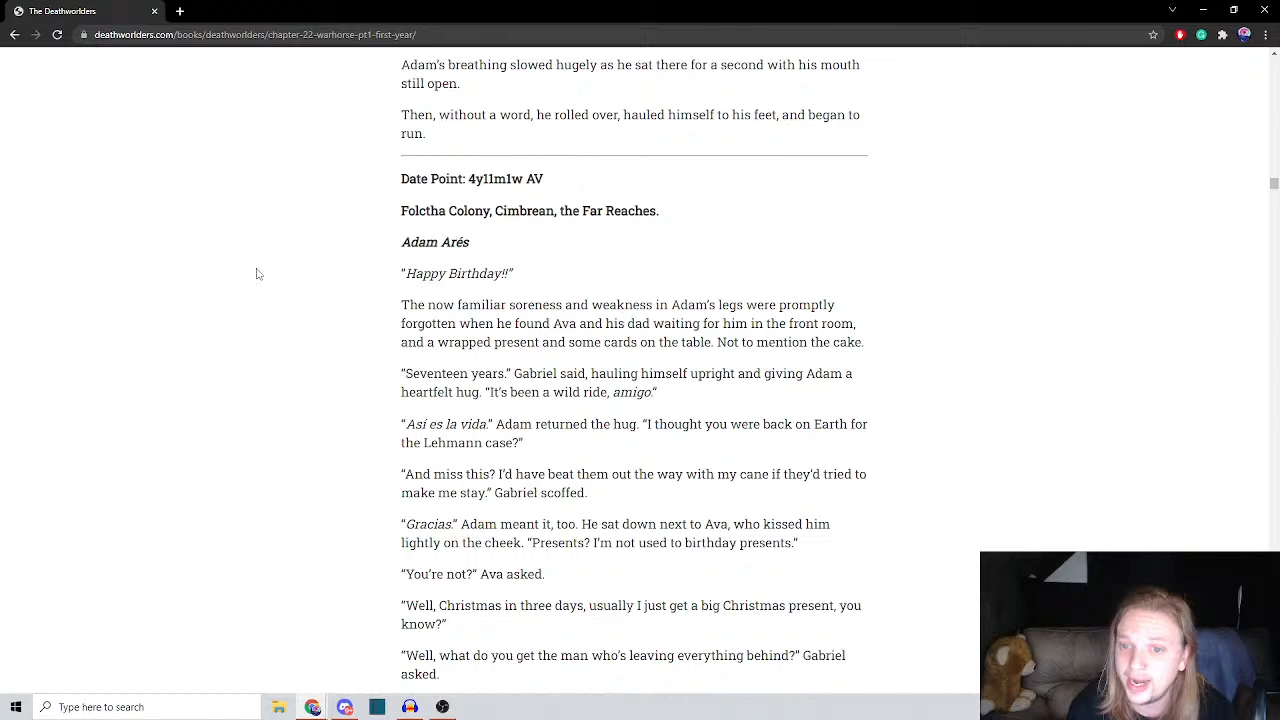 The Deathworlders
deathworlders.com/books/deathworlders/chapter-22-warhorse-pt1-first-year/
Adam’s breathing slowed hugely as he sat there for a second with his mouth
still open.
Then, without a word, he rolled over, hauled himself to his feet, and began to
run.
Date Point: 4y11m1w AV
Folctha Colony, Cimbrean, the Far Reaches.
Adam Arés
“Happy Birthday!!”
The now familiar soreness and weakness in Adam’s legs were promptly
forgotten when he found Ava and his dad waiting for him in the front room,
and a wrapped present and some cards on the table. Not to mention the cake.
“Seventeen years.” Gabriel said, hauling himself upright and giving Adam a
heartfelt hug. “It’s been a wild ride, amigo.”
“Así es la vida.” Adam returned the hug. “I thought you were back on Earth for
the Lehmann case?”
“And miss this? I’d have beat them out the way with my cane if they’d tried to
make me stay.” Gabriel scoffed.
“Gracias.” Adam meant it, too. He sat down next to Ava, who kissed him
lightly on the cheek. “Presents? I’m not used to birthday presents.”
“You’re not?” Ava asked.
“Well, Christmas in three days, usually I just get a big Christmas present, you
know?”
“Well, what do you get the man who’s leaving everything behind?” Gabriel
asked.
Type here to search